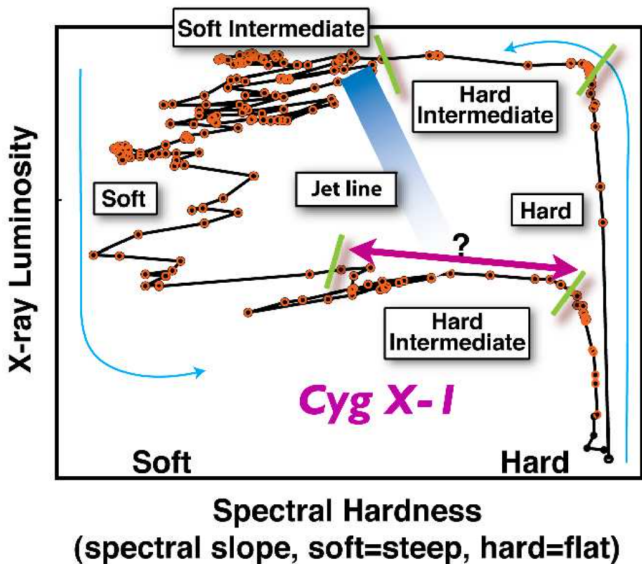 Soft Intermediate
Hard
Intermediate
Soft
Jet line
Hard
?
Hard
Intermediate
Cyg X-1
Soft
Hard
X-ray Luminosity
Spectral Hardness
(spectral slope, soft=steep, hard=flat)